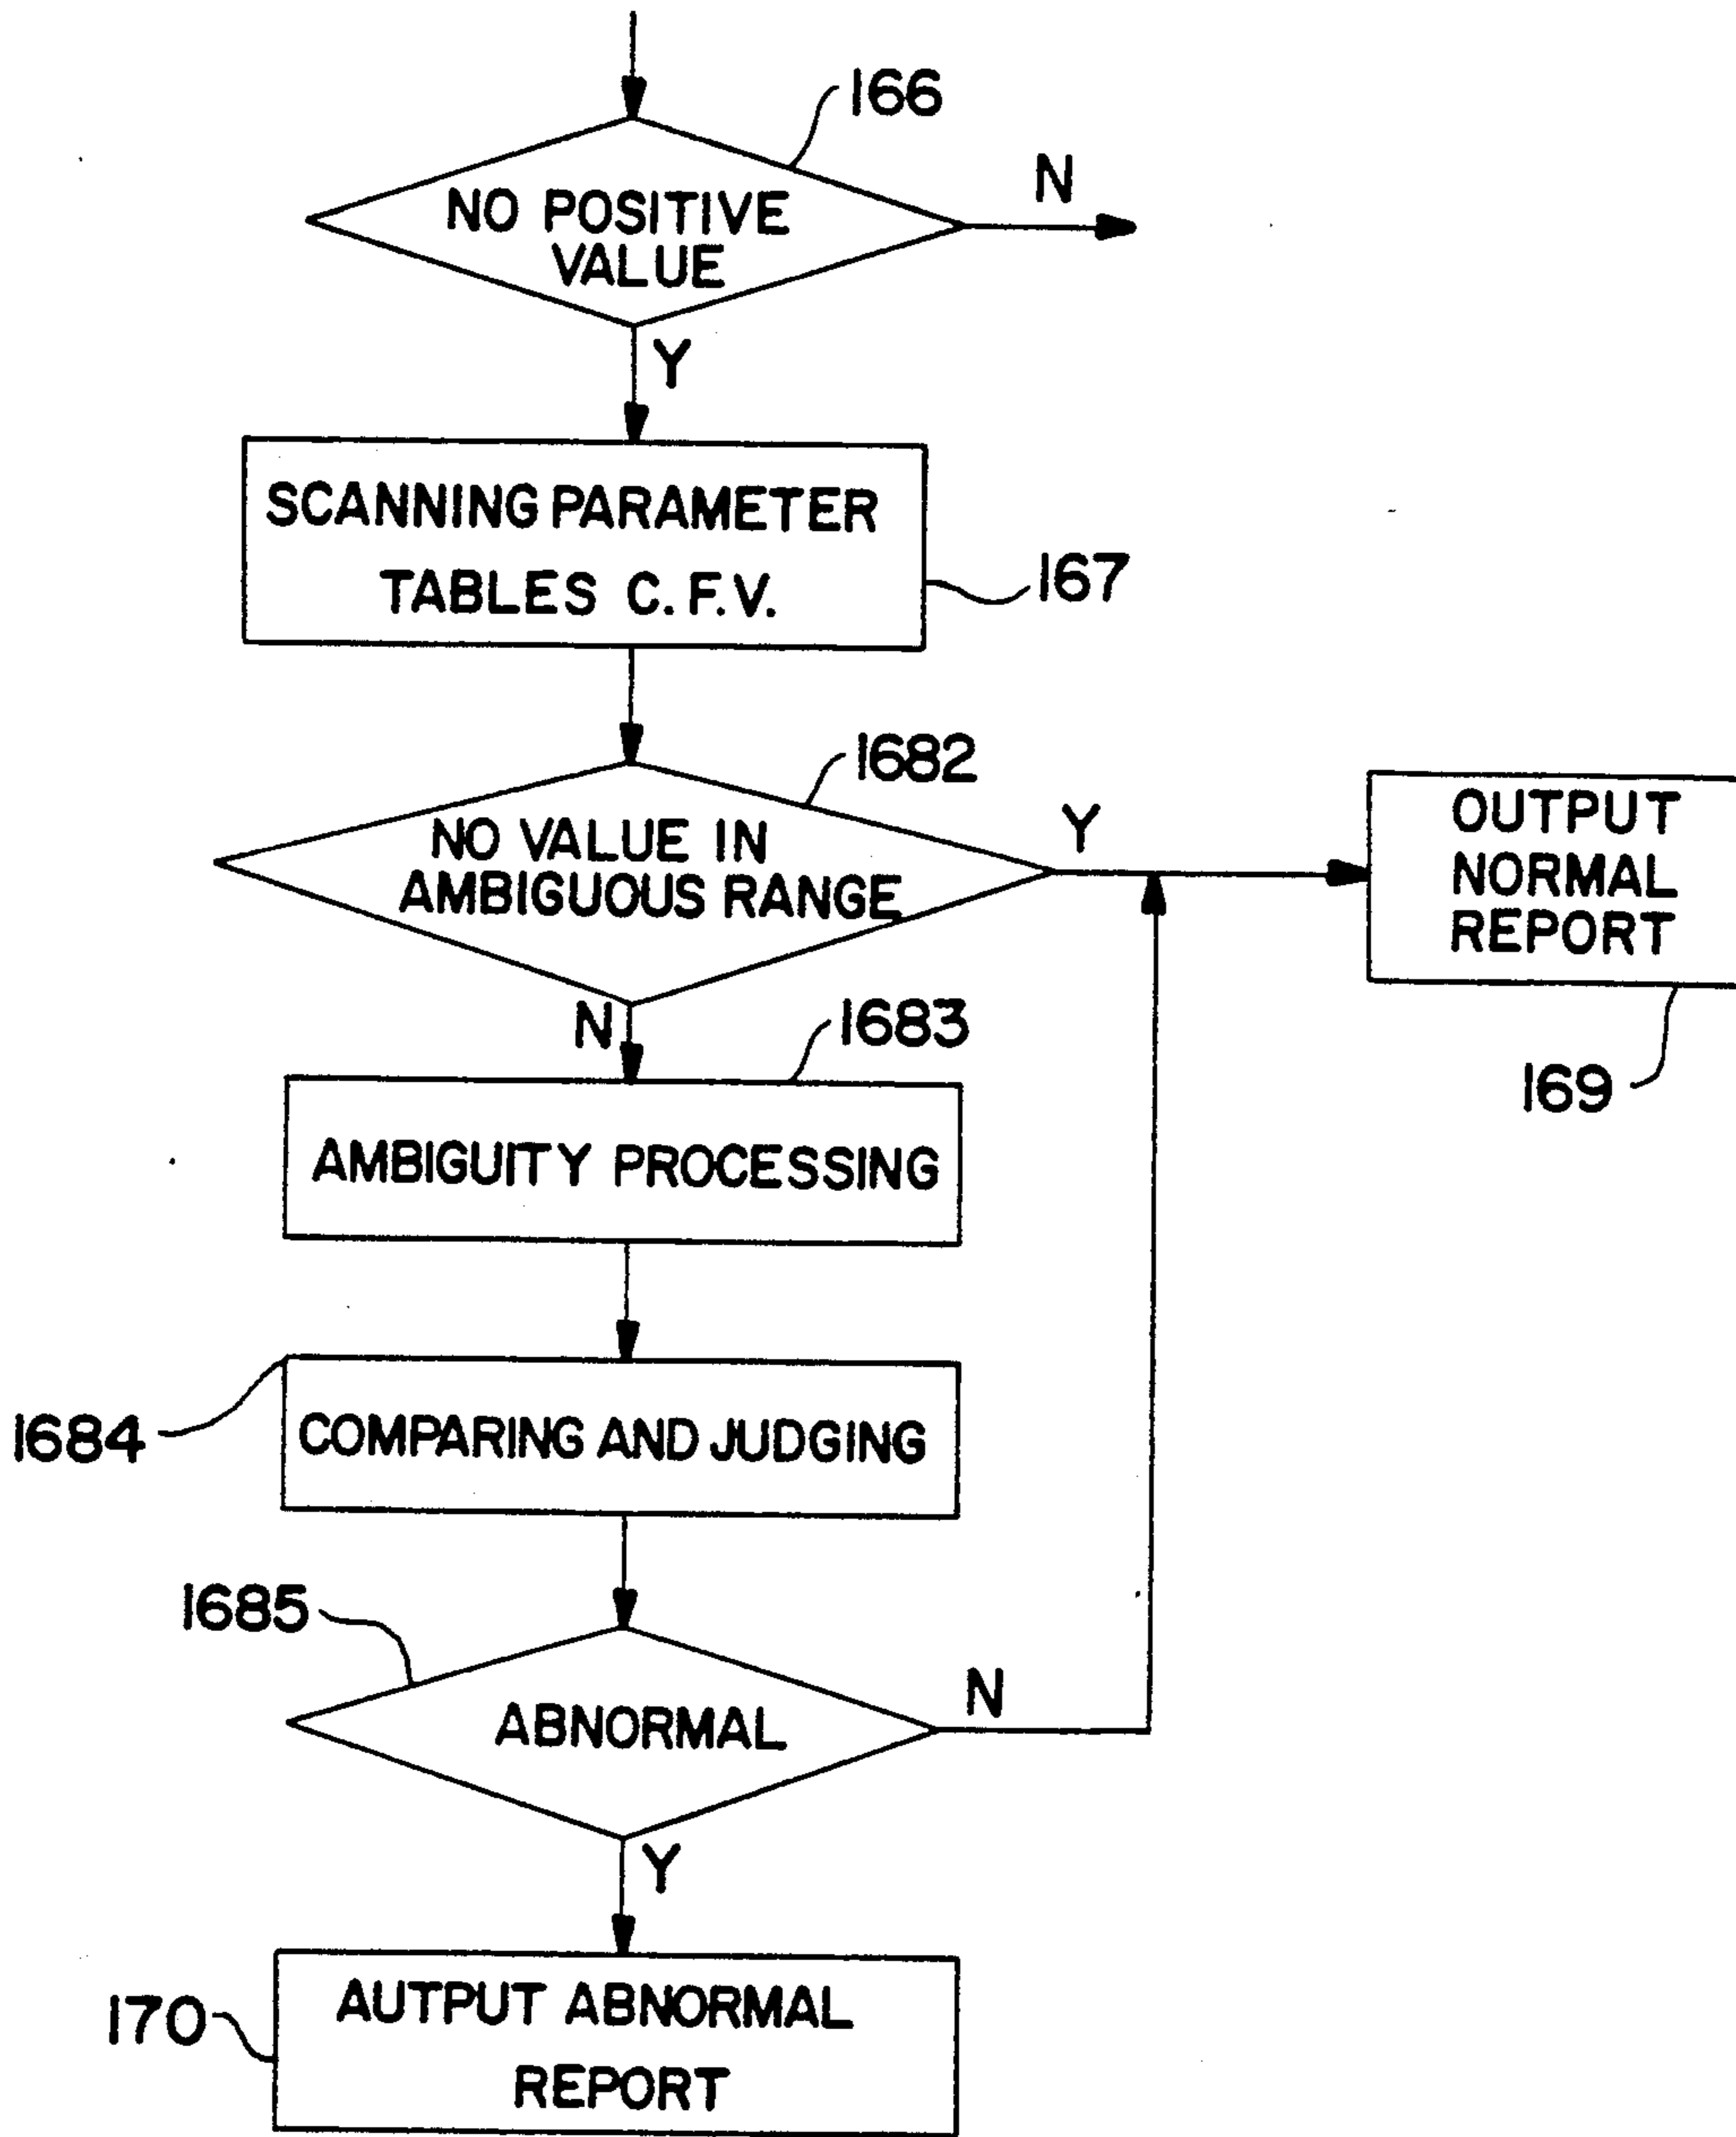 166
NO POSITIVE
VALUE
N
Y
SCANNING PARAMETER
TABLES C. F. V.
167
1682
NO VALUE IN
AMBIGUOUS RANGE
Y
OUTPUT
NORMAL
REPORT
169
N
1683
AMBIGUITY PROCESSING
1684
COMPARING AND JUDGING
1685
ABNORMAL
N
Y
170
AUTPUT ABNORMAL
REPORT